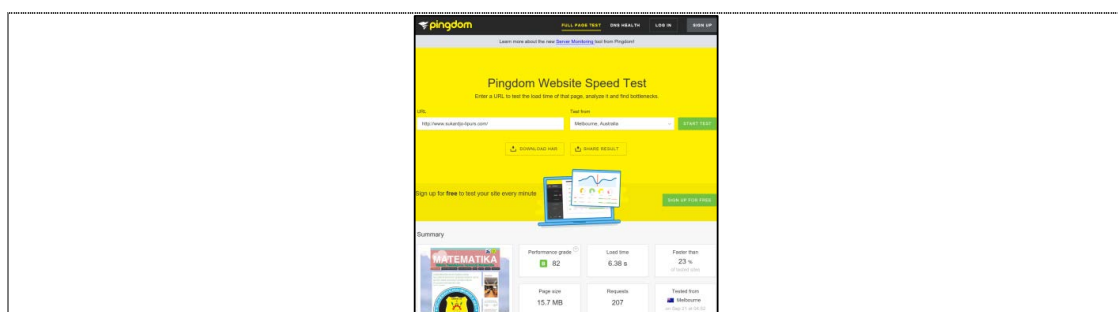 pingdom
FULL PAGE TEST DNS HEALTH LOG IN SIGN UP
Learn more about the new Server Monitoring tool from Pingdom!
Pingdom Website Speed Test
Enter a URL to test the load time of that page, analyze it and find bottlenecks
URL Test from
Melbourne, Australia START TEST
DOWNLOAD HAR SHARE RESULT
Sign up for free to test your site every minute
SIGN UP FOR FREE
Summary
MATEMATIKA
Performance grade Load time Faster than
B 82 6.38 s 23 %
of tested sites
Page size Requests Tested from
15.7 MB 207 Melbourne